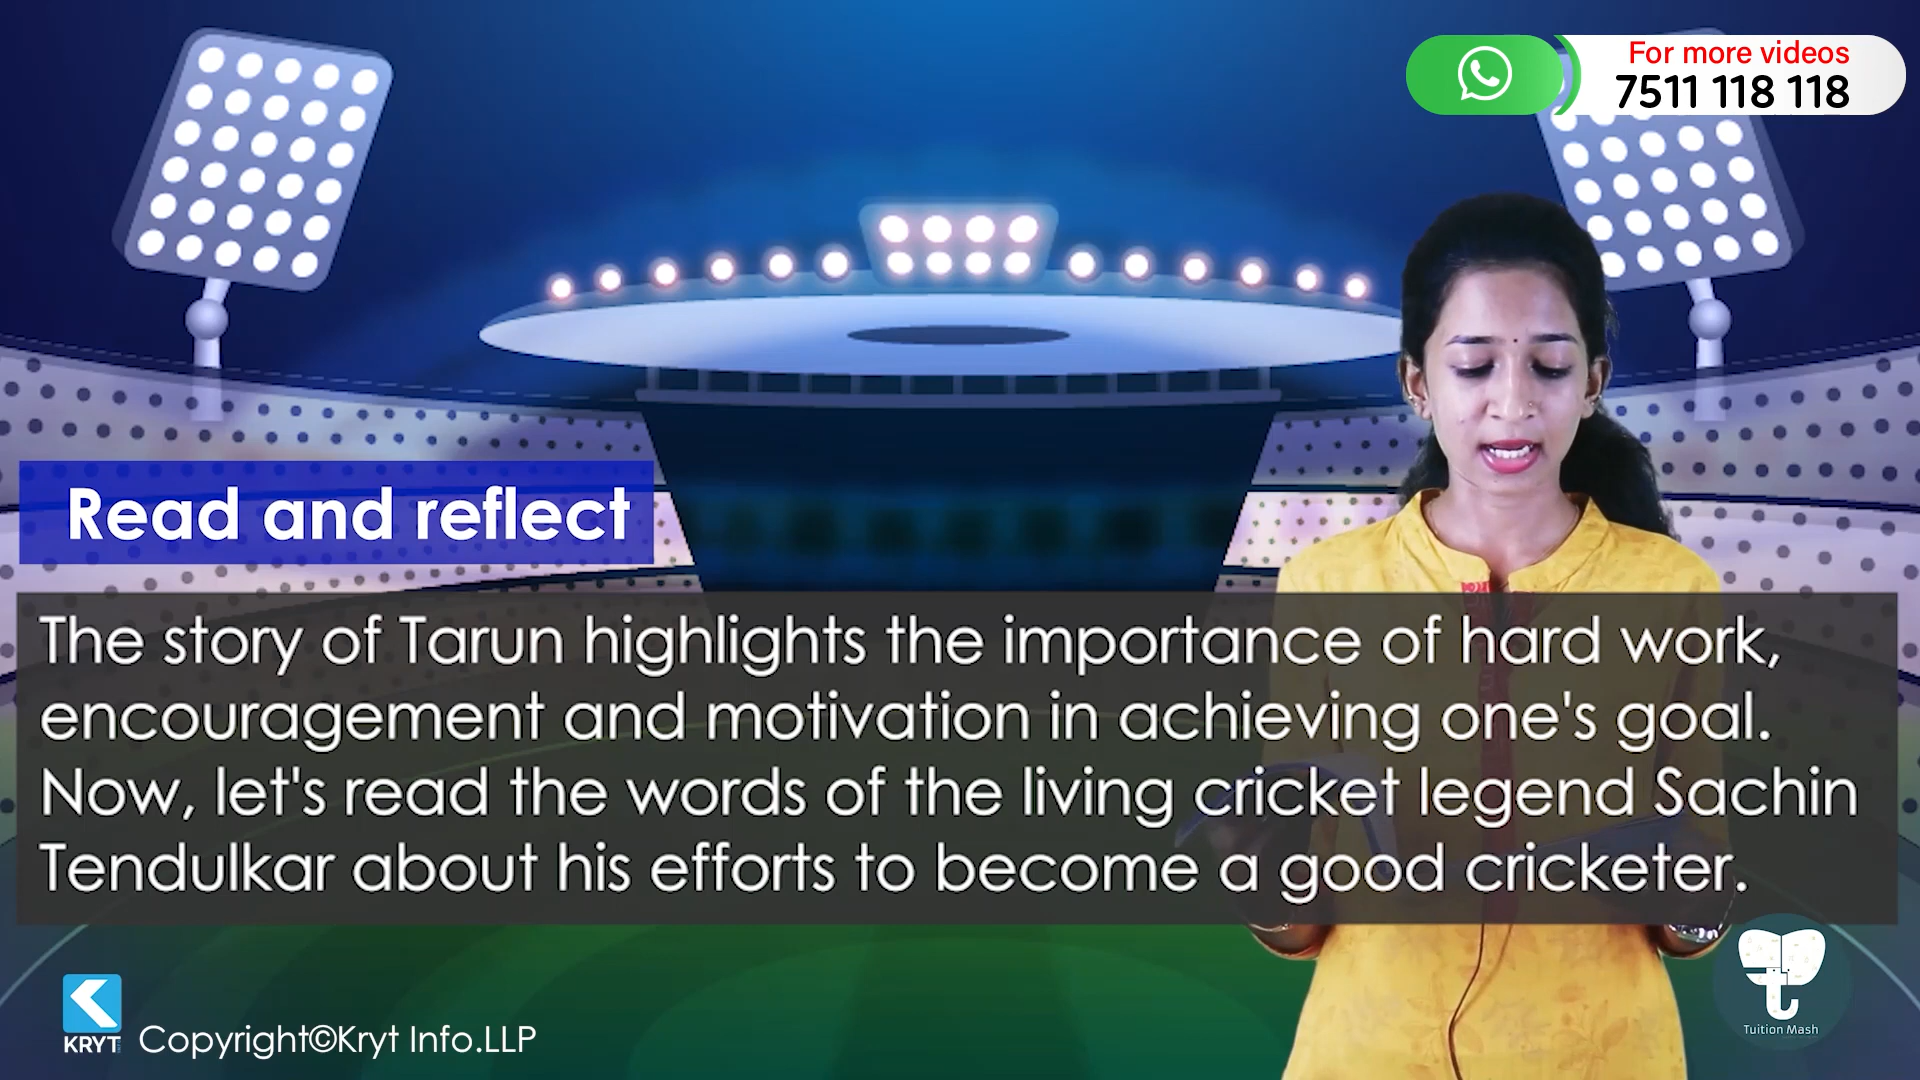 For more videos
7511 118 118
Read and reflect
The story of Tarun highlights the importance of hard work,
encouragement and motivation in achieving one's goal.
Now, let's read the words of the living cricket legend Sachin
Tendulkar about his efforts to become a good cricketer.
KRYT
Copyright©Kryt Info.LLP
Tuition Mash